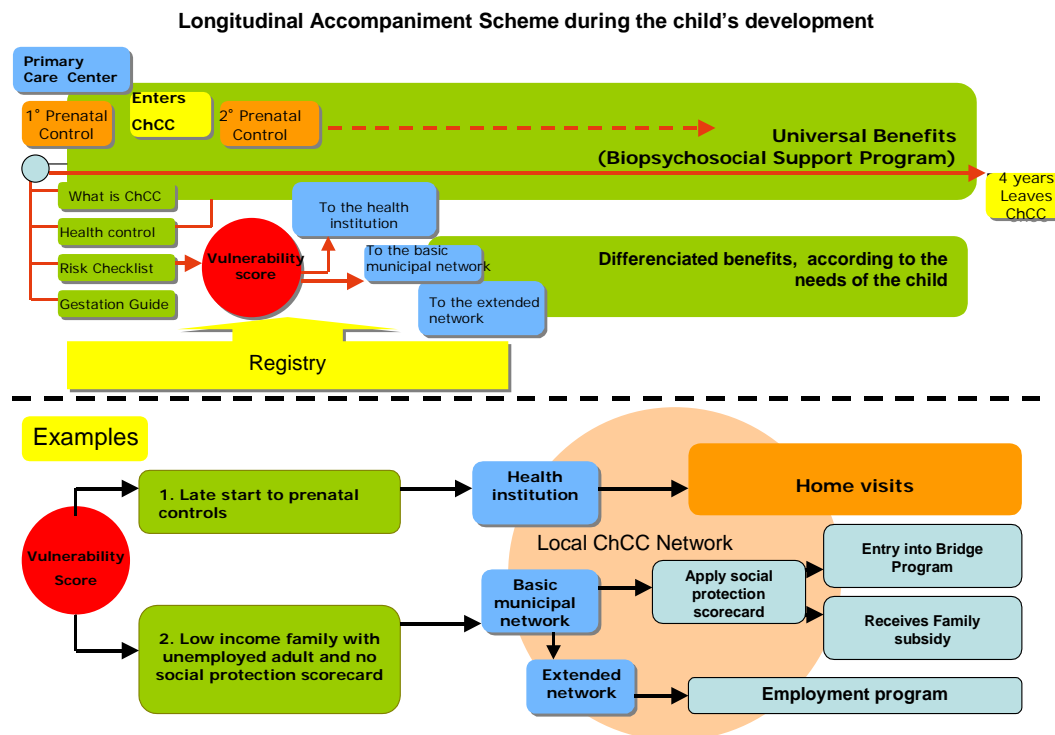 Longitudinal Accompaniment Scheme during the child's development
Primary
Care Center
1° Prenatal
Control
Enters
ChCC
2° Prenatal
Control
Universal Benefits
(Biopsychosocial Support Program)
4 years
Leaves
ChCC
What is ChCC
Health control
Risk Checklist
Gestation Guide
Vulnerability
score
To the health
institution
To the basic
municipal network
To the extended
network
Differenciated benefits, according to the
needs of the child
Registry
Examples
Vulnerability
Score
1. Late start to prenatal
controls
Health
institution
Home visits
Local ChCC Network
2. Low income family with
unemployed adult and no
social protection scorecard
Basic
municipal
network
Apply social
protection
scorecard
Entry into Bridge
Program
Receives Family
subsidy
Extended
network
Employment program